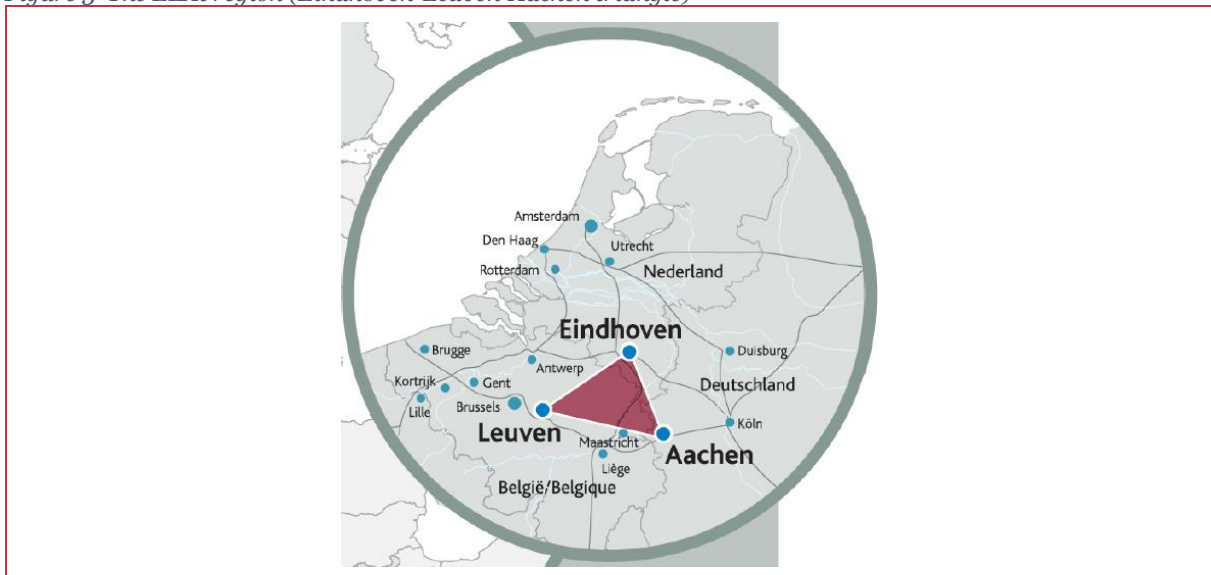 Amsterdam
Den Haag
Utrecht
Rotterdam
Nederland
Eindhoven
Brugge
Antwerp
Duisburg
Kortrijk
Gent
Deutschland
Lille
Brussels
Köln
Leuven
Maastricht
Aachen
Liège
België/Belgique